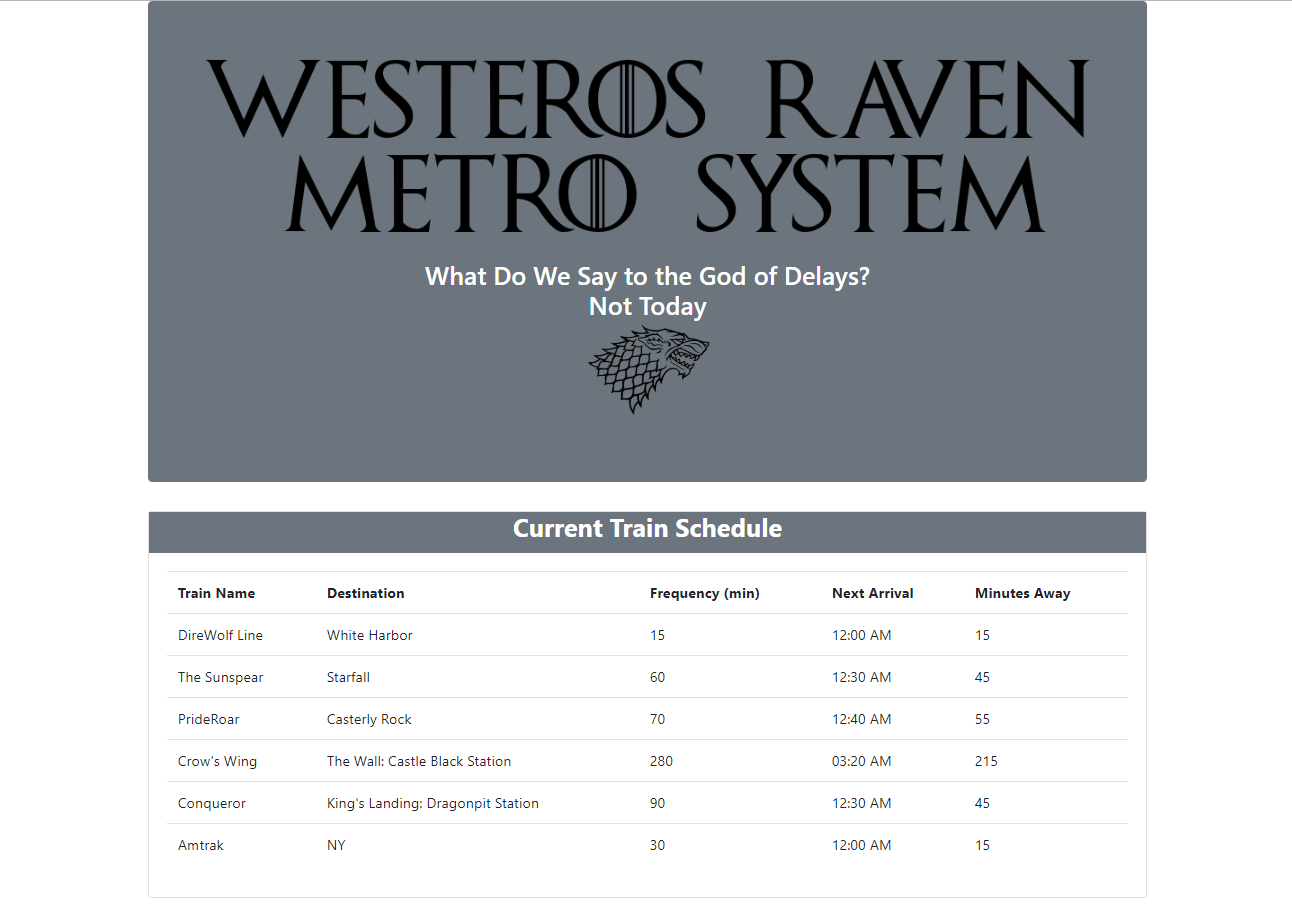 WESTEROS RAVEN
METRO SYSTEM
What Do We Say to the God of Delays?
Not Today
Current Train Schedule
Train Name Destination Frequency (min) Next Arrival Minutes Away
DireWolf Line White Harbor 15 12:00 AM 15
The Sunspear Starfall 60 12:30 AM 45
PrideRoar Casterly Rock 70 12:40 AM 55
Crow's Wing The Wall: Castle Black Station 280 03:20 AM 215
Conqueror King's Landing: Dragonpit Station 90 12:30 AM 45
Amtrak NY 30 12:00 AM 15